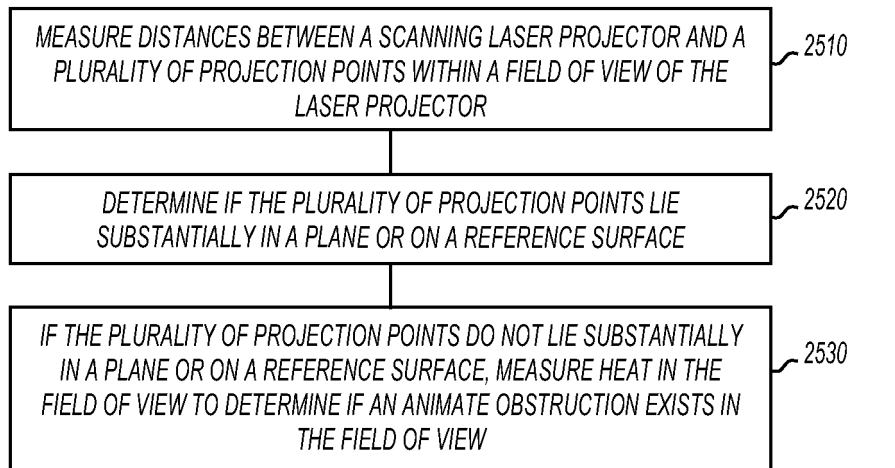 MEASURE DISTANCES BETWEEN A SCANNING LASER PROJECTOR AND A
PLURALITY OF PROJECTION POINTS WITHIN A FIELD OF VIEW OF THE
LASER PROJECTOR
2510
DETERMINE IF THE PLURALITY OF PROJECTION POINTS LIE
SUBSTANTIALLY IN A PLANE OR ON A REFERENCE SURFACE
2520
IF THE PLURALITY OF PROJECTION POINTS DO NOT LIE SUBSTANTIALLY
IN A PLANE OR ON A REFERENCE SURFACE, MEASURE HEAT IN THE
FIELD OF VIEW TO DETERMINE IF AN ANIMATE OBSTRUCTION EXISTS IN
THE FIELD OF VIEW
2530